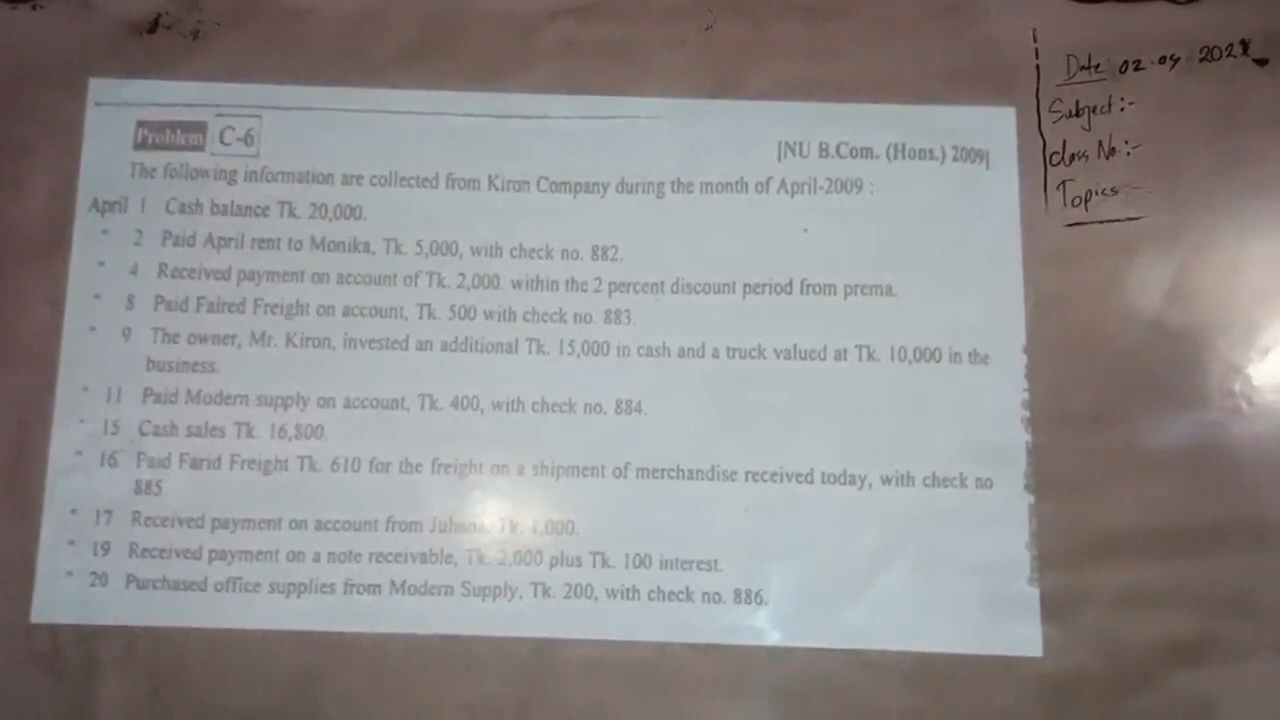 Date 02.09 2021
Subject:-
class No.:-
Topics:-
Problem C-6
[NU B.Com. (Hons.) 2009]
The following information are collected from Kiron Company during the month of April-2009 :
April 1 Cash balance Tk. 20,000.
" 2 Paid April rent to Monika, Tk. 5,000, with check no. 882.
" 4 Received payment on account of Tk. 2,000 within the 2 percent discount period from prema.
" 8 Paid Faired Freight on account, Tk. 500 with check no. 883.
" 9 The owner, Mr. Kiron, invested an additional Tk. 15,000 in cash and a truck valued at Tk. 10,000 in the
business.
" 11 Paid Modern supply on account, Tk. 400, with check no. 884.
" 15 Cash sales Tk. 16,800.
" 16 Paid Farid Freight Tk. 610 for the freight on a shipment of merchandise received today, with check no
885.
" 17 Received payment on account from Tk. 1,000.
" 19 Received payment on a note receivable, Tk. 2,000 plus Tk. 100 interest.
" 20 Purchased office supplies from Modern Supply, Tk. 200, with check no. 886.